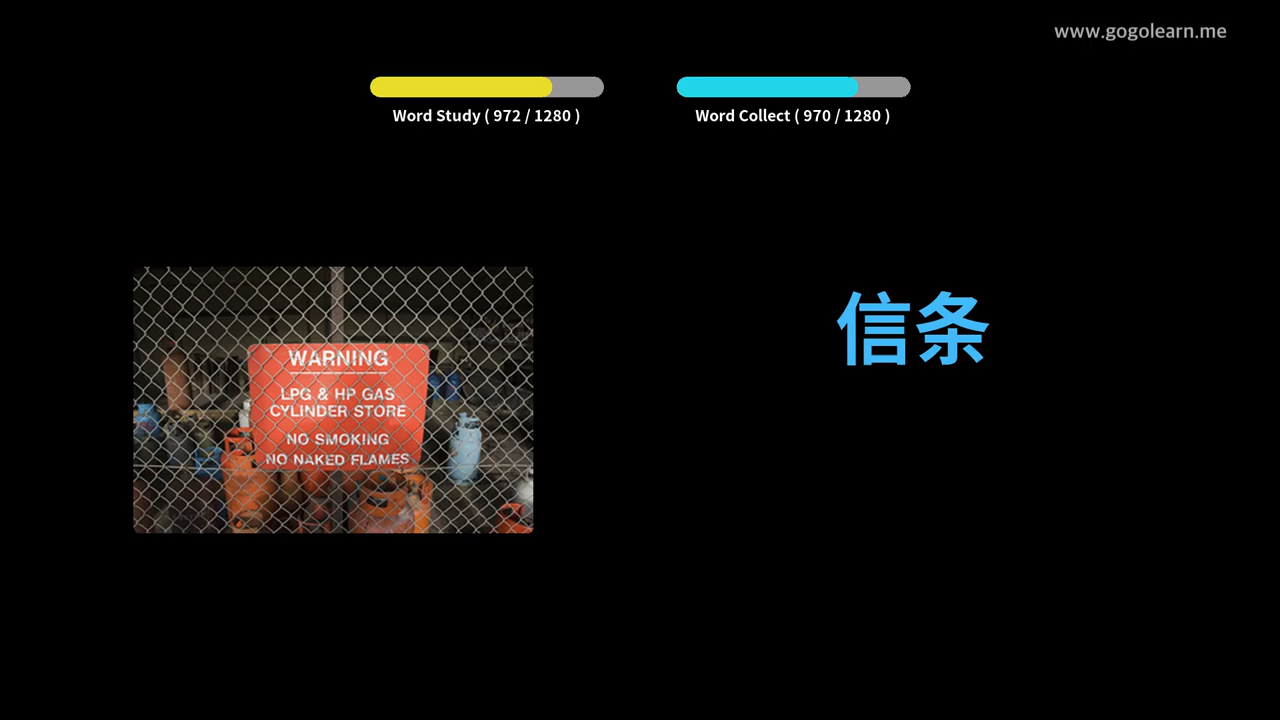 www.gogolearn.me
Word Study ( 972 / 1280 )
Word Collect ( 970 / 1280 )
信条
WARNING
LPG & HP GAS
CYLINDER STORE
NO SMOKING
NO NAKED FLAMES